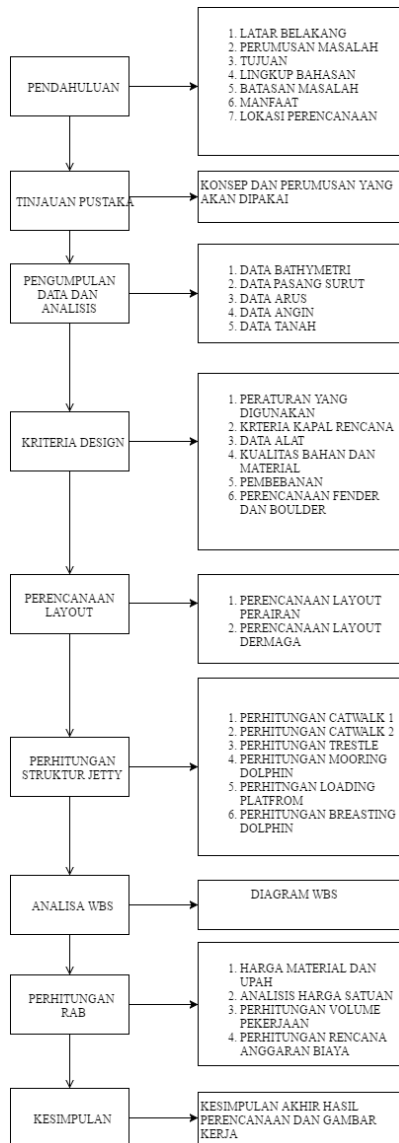 PENDAHULUAN
1. LATAR BELAKANG
2. PERUMUSAN MASALAH
3. TUJUAN
4. LINGKUP BAHASAN
5. BATASAN MASALAH
6. MANFAAT
7. LOKASI PERENCANAAN
TINJAUAN PUSTAKA
KONSEP DAN PERUMUSAN YANG
AKAN DIPAKAI
PENGUMPULAN
DATA DAN
ANALISIS
1. DATA BATHYMETRI
2. DATA PASANG SURUT
3. DATA ARUS
4. DATA ANGIN
5. DATA TANAH
KRITERIA DESIGN
1. PERATURAN YANG
DIGUNAKAN
2. KRTERIA KAPAL RENCANA
3. DATA ALAT
4. KUALITAS BAHAN DAN
MATERIAL
5. PEMBEBANAN
6. PERENCANAAN FENDER
DAN BOULDER
PERENCANAAN
LAYOUT
1. PERENCANAAN LAYOUT
PERAIRAN
2. PERENCANAAN LAYOUT
DERMAGA
PERHITUNGAN
STRUKTUR JETTY
1. PERHITUNGAN CATWALK 1
2. PERHITUNGAN CATWALK 2
3. PERHITUNGAN TRESTLE
4. PERHITUNGAN MOORING
DOLPHIN
5. PERHITNGAN LOADING
PLATFROM
6. PERHITUNGAN BREASTING
DOLPHIN
ANALISA WBS
DIAGRAM WBS
PERHITUNGAN
RAB
1. HARGA MATERIAL DAN
UPAH
2. ANALISIS HARGA SATUAN
3. PERHITUNGAN VOLUME
PEKERJAAN
4. PERHITUNGAN RENCANA
ANGGARAN BIAYA
KESIMPULAN
KESIMPULAN AKHIR HASIL
PERENCANAAN DAN GAMBAR
KERJA